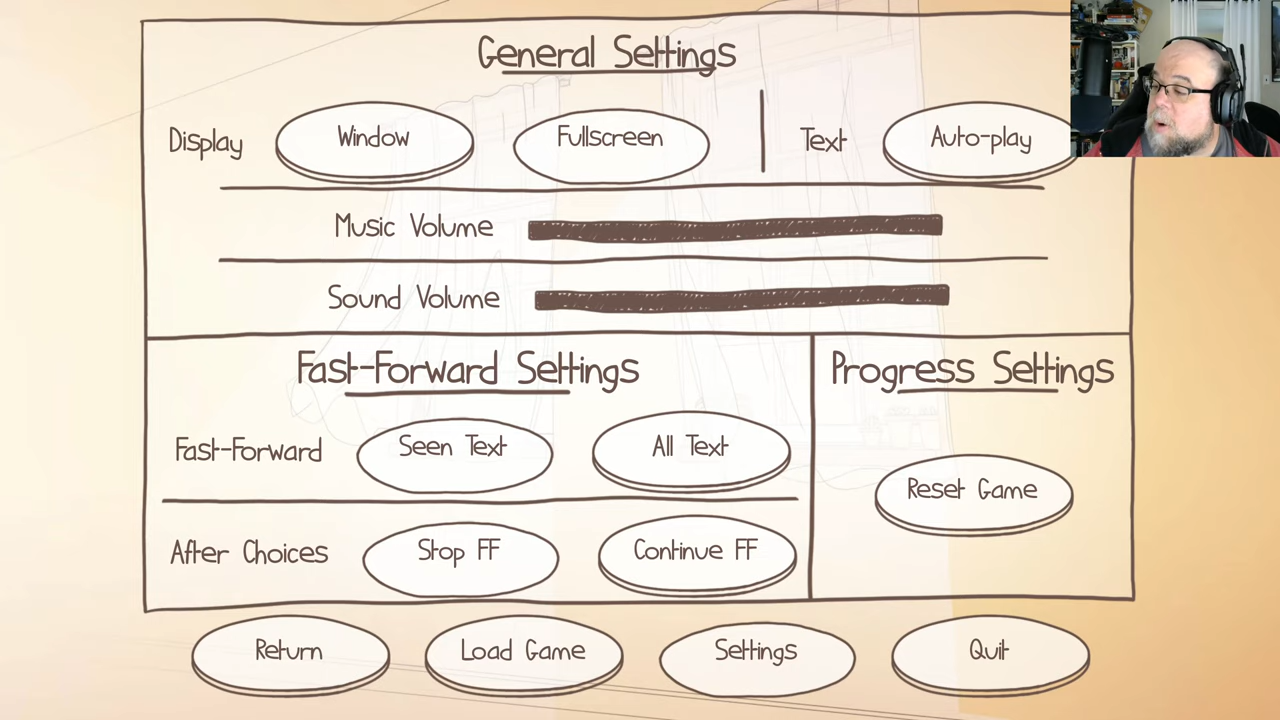 General Settings
Display Window Fullscreen Text Auto-play
Music Volume
Sound Volume
Fast-Forward Settings
Fast-Forward Seen Text All Text
After Choices Stop FF Continue FF
Progress Settings
Reset Game
Return Load Game Settings Quit